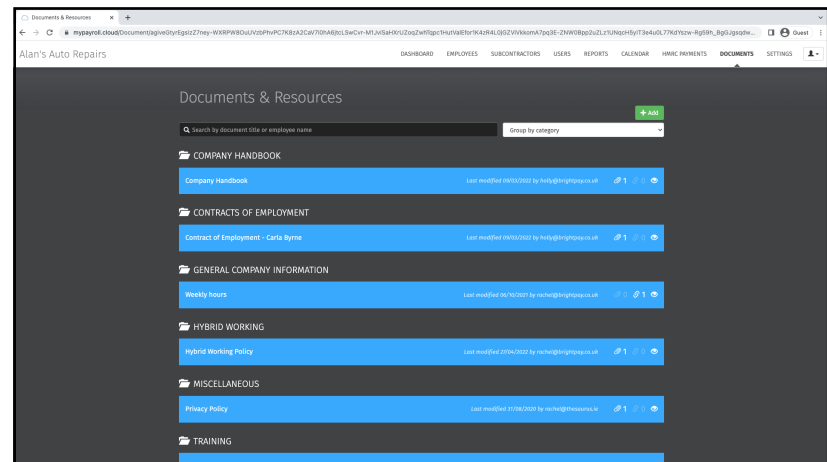 Documents & Resources
mypayroll.cloud/Document/
Guest
Alan's Auto Repairs
DASHBOARD EMPLOYEES SUBCONTRACTORS USERS REPORTS CALENDAR HMRC PAYMENTS DOCUMENTS SETTINGS
Documents & Resources
+ Add
Search by document title or employee name
Group by category
COMPANY HANDBOOK
Company Handbook Last modified 09/03/2022 by holly@brightpay.co.uk 1 0
CONTRACTS OF EMPLOYMENT
Contract of Employment - Carla Byrne Last modified 09/03/2022 by holly@brightpay.co.uk 1 0
GENERAL COMPANY INFORMATION
Weekly hours Last modified 06/10/2021 by rachel@brightpay.co.uk 0 1
HYBRID WORKING
Hybrid Working Policy Last modified 27/04/2022 by rachel@brightpay.co.uk 1 0
MISCELLANEOUS
Privacy Policy Last modified 31/08/2020 by rachel@thesaurus.ie 1 0
TRAINING